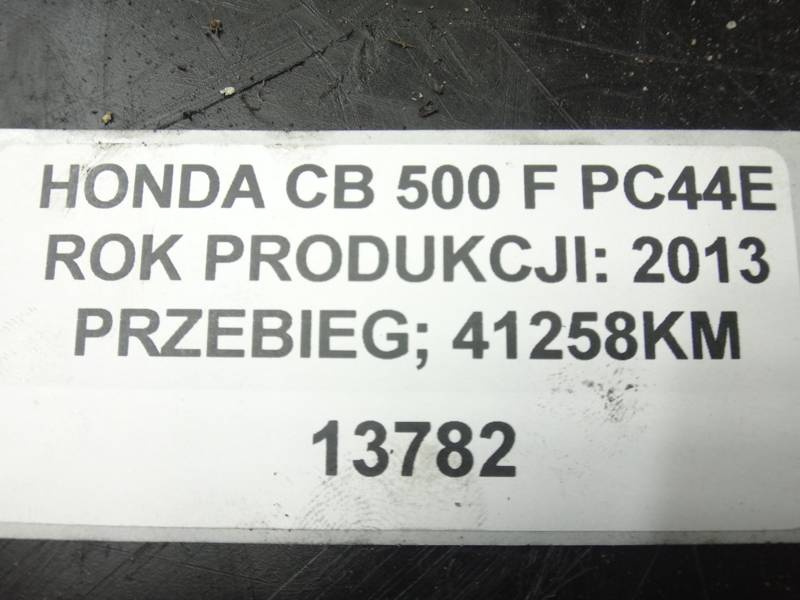 HONDA CB 500 F PC44E
ROK PRODUKCJI: 2013
PRZEBIEG; 41258KM
13782